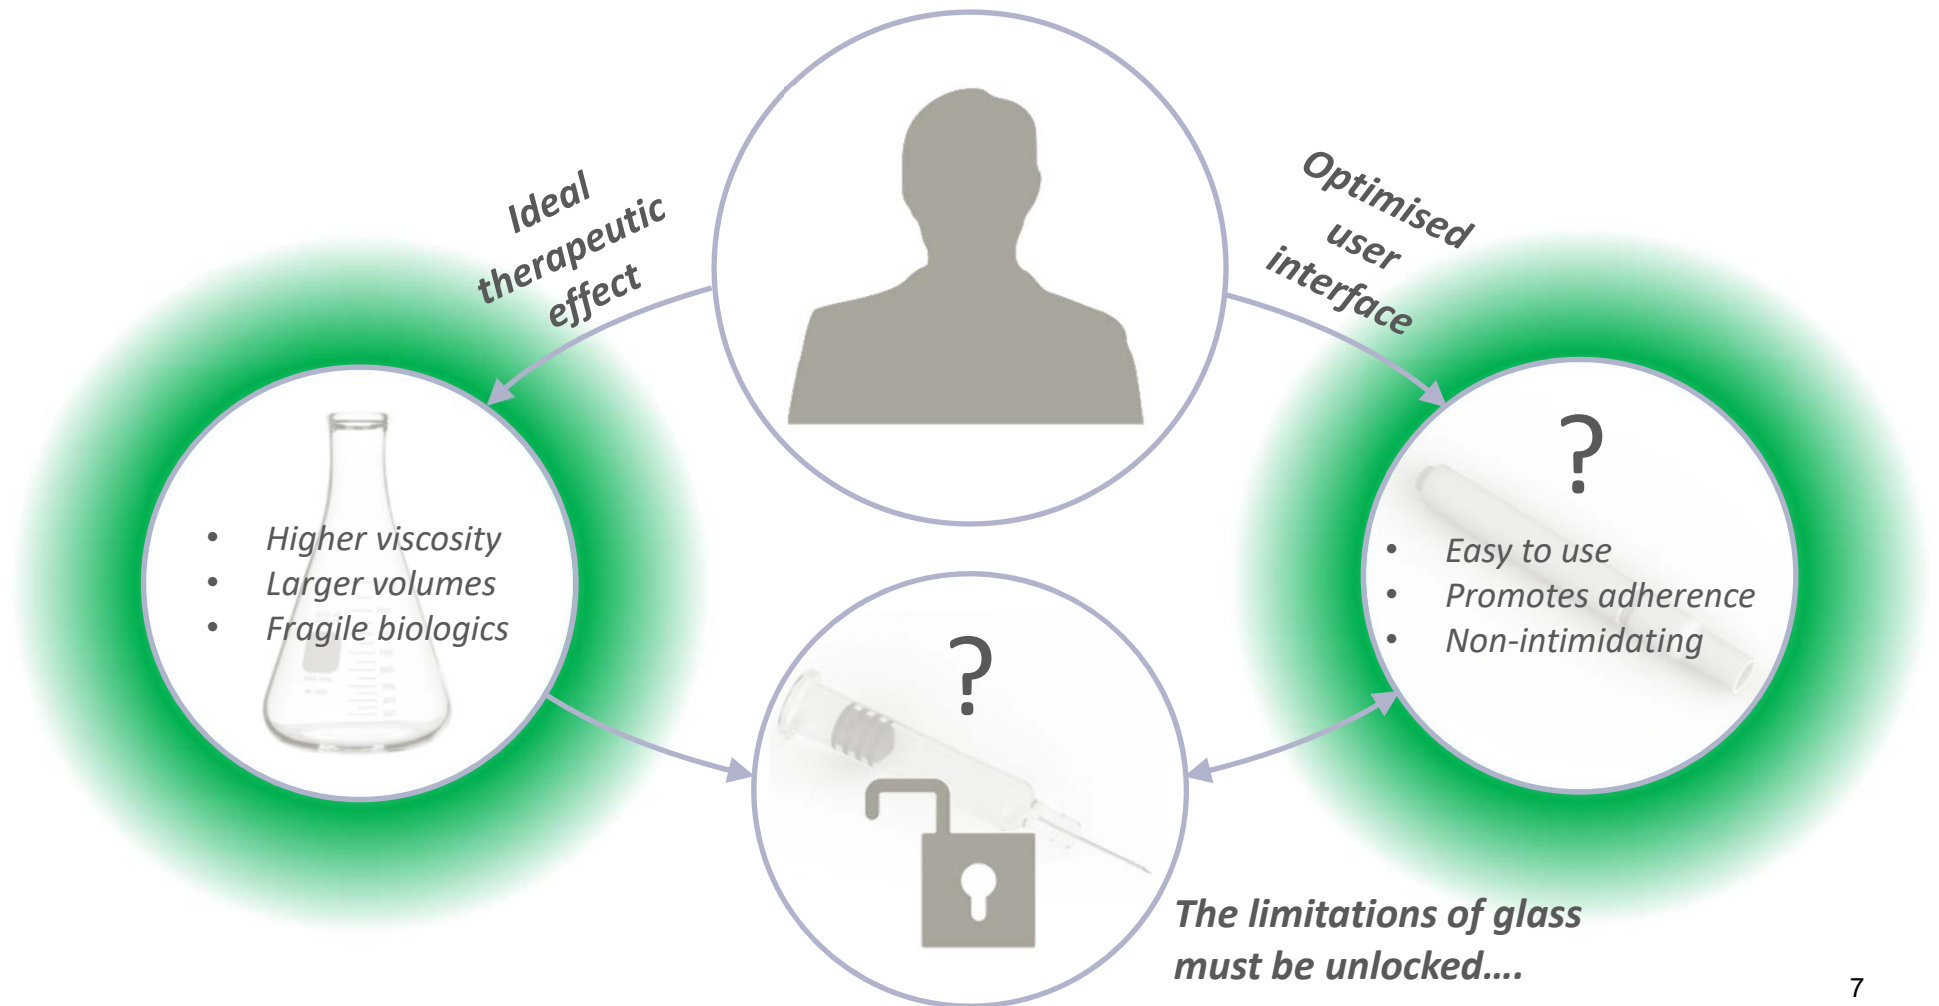 Ideal
therapeutic
effect
Optimised
user
interface
• Higher viscosity
• Larger volumes
• Fragile biologics
?
• Easy to use
• Promotes adherence
• Non-intimidating
?
The limitations of glass
must be unlocked....
7